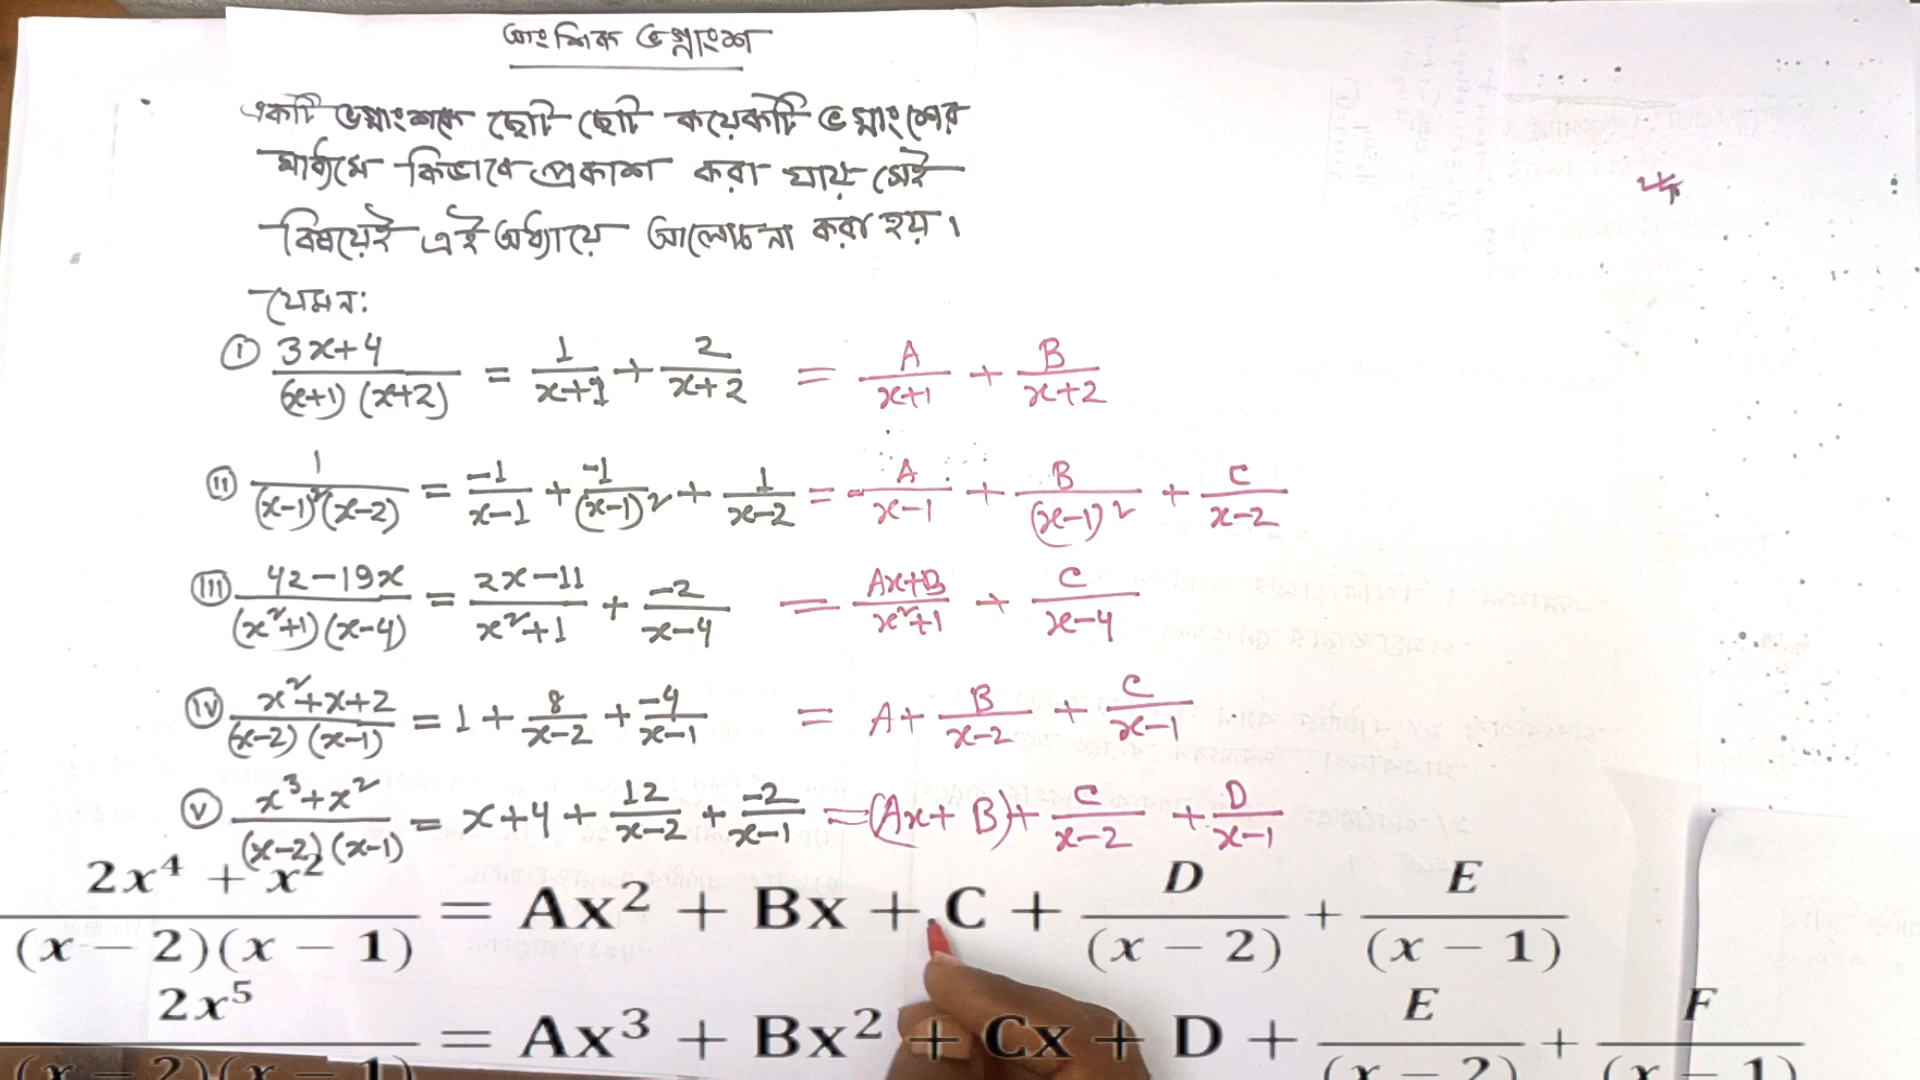 আংশিক ভগ্নাংশ
একটি ভগ্নাংশকে ছোট ছোট কয়েকটি ভগ্নাংশের
মাধ্যমে কিভাবে প্রকাশ করা যায় সেই
বিষয়েই এই অধ্যায়ে আলোচনা করা হয়।
যেমন:
(i) (3x+4)/((x+1)(x+2)) = 1/(x+1) + 2/(x+2) = A/(x+1) + B/(x+2)
(ii) 1/((x-1)²(x-2)) = -1/(x-1) + -1/(x-1)² + 1/(x-2) = A/(x-1) + B/(x-1)² + C/(x-2)
(iii) (42-19x)/((x²+1)(x-4)) = (2x-11)/(x²+1) + -2/(x-4) = (Ax+B)/(x²+1) + C/(x-4)
(iv) (x²+x+2)/((x-2)(x-1)) = 1 + 8/(x-2) + -4/(x-1) = A + B/(x-2) + C/(x-1)
(v) (x³+x²)/((x-2)(x-1)) = x+4 + 12/(x-2) + -2/(x-1) = (Ax+B) + C/(x-2) + D/(x-1)
(2x⁴ + x²)/((x − 2)(x − 1)) = Ax² + Bx + C + D/(x − 2) + E/(x − 1)
2x⁵/((x − 2)(x − 1)) = Ax³ + Bx² + Cx + D + E/(x − 2) + F/(x − 1)